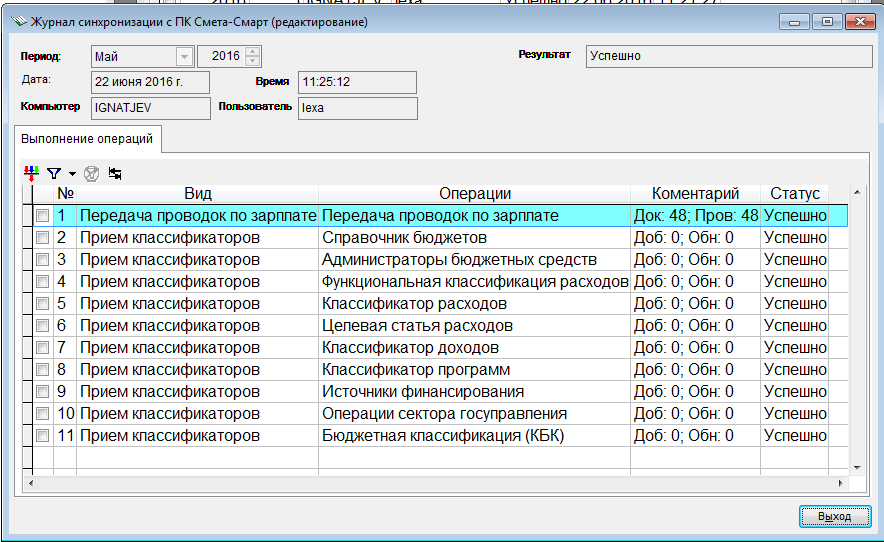 Журнал синхронизации с ПК Смета-Смарт (редактирование)
Период: Май 2016 Результат Успешно
Дата: 22 июня 2016 г. Время 11:25:12
Компьютер IGNATJEV Пользователь lexa
Выполнение операций
№ Вид Операции Коментарий Статус
1 Передача проводок по зарплате Передача проводок по зарплате Док: 48; Пров: 48 Успешно
2 Прием классификаторов Справочник бюджетов Доб: 0; Обн: 0 Успешно
3 Прием классификаторов Администраторы бюджетных средств Доб: 0; Обн: 0 Успешно
4 Прием классификаторов Функциональная классификация расходов Доб: 0; Обн: 0 Успешно
5 Прием классификаторов Классификатор расходов Доб: 0; Обн: 0 Успешно
6 Прием классификаторов Целевая статья расходов Доб: 0; Обн: 0 Успешно
7 Прием классификаторов Классификатор доходов Доб: 0; Обн: 0 Успешно
8 Прием классификаторов Классификатор программ Доб: 0; Обн: 0 Успешно
9 Прием классификаторов Источники финансирования Доб: 0; Обн: 0 Успешно
10 Прием классификаторов Операции сектора госуправления Доб: 0; Обн: 0 Успешно
11 Прием классификаторов Бюджетная классификация (КБК) Доб: 0; Обн: 0 Успешно
Выход